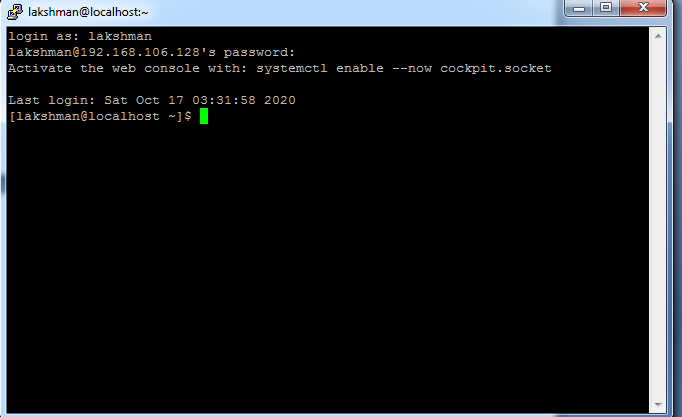 lakshman@localhost:~
login as: lakshman
lakshman@192.168.106.128's password:
Activate the web console with: systemctl enable --now cockpit.socket
Last login: Sat Oct 17 03:31:58 2020
[lakshman@localhost ~]$